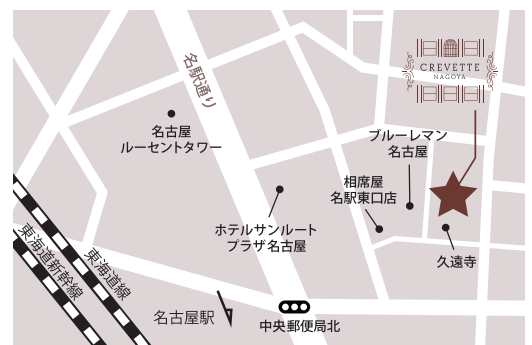 名駅通り
CREVETTE
NAGOYA
名古屋
ルーセントタワー
ブルーレマン
名古屋
相席屋
名駅東口店
ホテルサンルート
プラザ名古屋
久遠寺
東海道新幹線
東海道線
名古屋駅
中央郵便局北